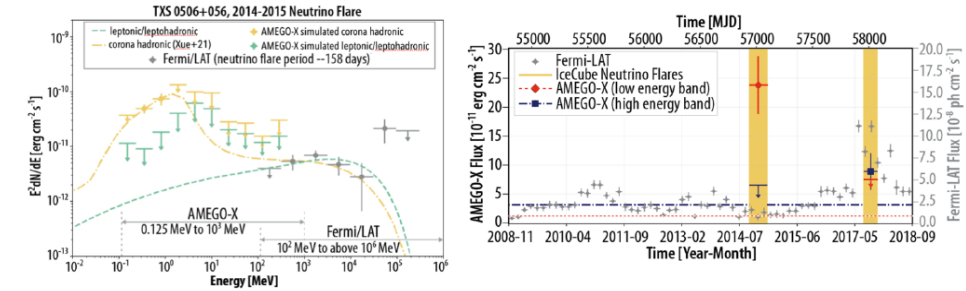 TXS 0506+056, 2014-2015 Neutrino Flare
leptonic/leptohadronic
corona hadronic (Xue+21)
AMEGO-X simulated corona hadronic
AMEGO-X simulated leptonic/leptohadronic
Fermi/LAT (neutrino flare period --158 days)
E²dN/dE [erg cm⁻² s⁻¹]
10⁻⁹
10⁻¹⁰
10⁻¹¹
10⁻¹²
10⁻¹³
AMEGO-X
0.125 MeV to 10³ MeV
Fermi/LAT
10² MeV to above 10⁶ MeV
10⁻² 10⁻¹ 10⁰ 10¹ 10² 10³ 10⁴ 10⁵ 10⁶
Energy [MeV]
Time [MJD]
55000 55500 56000 56500 57000 57500 58000
Fermi-LAT
IceCube Neutrino Flares
AMEGO-X (low energy band)
AMEGO-X (high energy band)
AMEGO-X Flux [10⁻¹¹ erg cm⁻² s⁻¹]
30
25
20
15
10
5
0
20.0
17.5
15.0
12.5
10.0
7.5
5.0
2.5
0.0
Fermi-LAT Flux [10⁻⁸ ph cm⁻² s⁻¹]
2008-11 2010-04 2011-09 2013-02 2014-07 2015-06 2017-05 2018-09
Time [Year-Month]